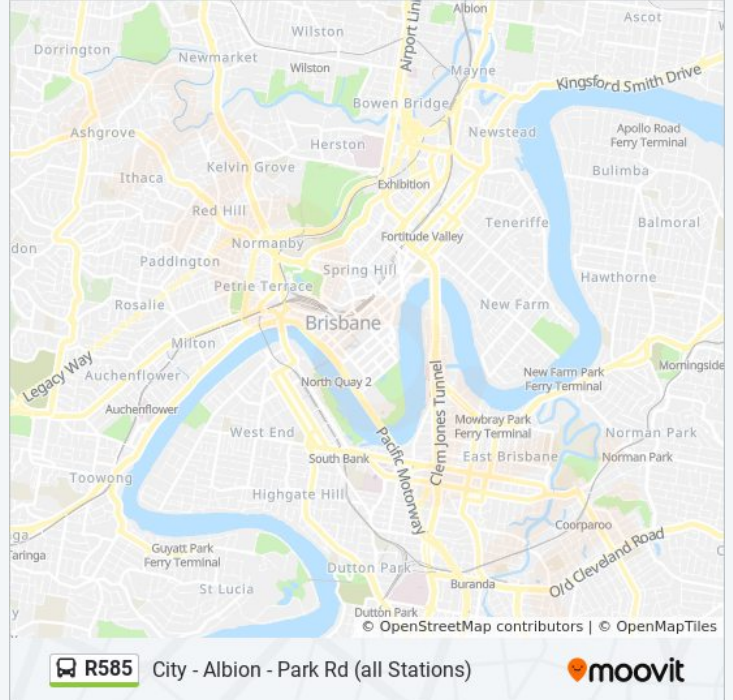 Albion
Ascot
Wilston
Dorrington
Airport Lin
Newmarket
Wilston
Mayne
Kingsford Smith Drive
Bowen Bridge
Ashgrove
Newstead
Apollo Road
Ferry Terminal
Herston
Kelvin Grove
Bulimba
Ithaca
Exhibition
Red Hill
Teneriffe
Balmoral
Normanby
Fortitude Valley
don
Paddington
Spring Hill
Hawthorne
Petrie Terrace
Rosalie
New Farm
Brisbane
Milton
Legacy Way
Auchenflower
North Quay 2
New Farm Park
Ferry Terminal
Morningside
Clem Jones Tunnel
Auchenflower
Mowbray Park
Ferry Terminal
West End
Pacific Motorway
Norman Park
South Bank
East Brisbane
Norman Park
Toowong
Highgate Hill
Coorparoo
ga
Taringa
Guyatt Park
Ferry Terminal
Old Cleveland Road
Dutton Park
Buranda
St Lucia
y
Dutton Park
© OpenStreetMap contributors | © OpenMapTiles
R585 City - Albion - Park Rd (all Stations)
moovit